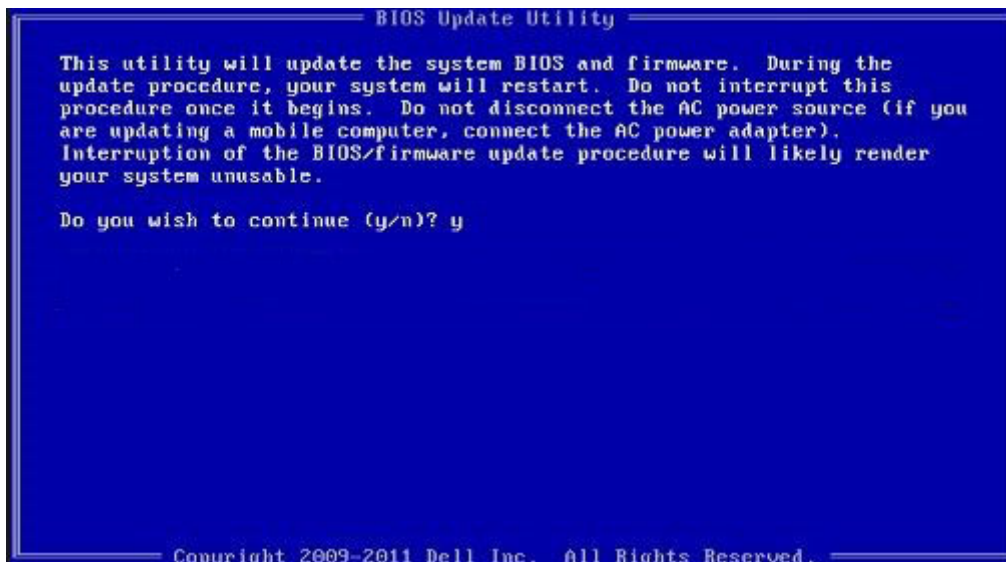 BIOS Update Utility
This utility will update the system BIOS and firmware. During the
update procedure, your system will restart. Do not interrupt this
procedure once it begins. Do not disconnect the AC power source (if you
are updating a mobile computer, connect the AC power adapter).
Interruption of the BIOS/firmware update procedure will likely render
your system unusable.
Do you wish to continue (y/n)? y
Copyright 2009-2011 Dell Inc. All Rights Reserved.